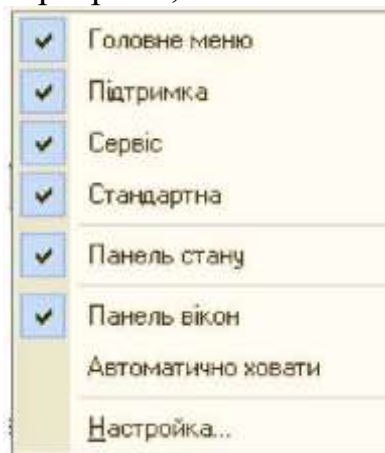 Головне меню
Підтримка
Сервіс
Стандартна
Панель стану
Панель вікон
Автоматично ховати
Настройка...